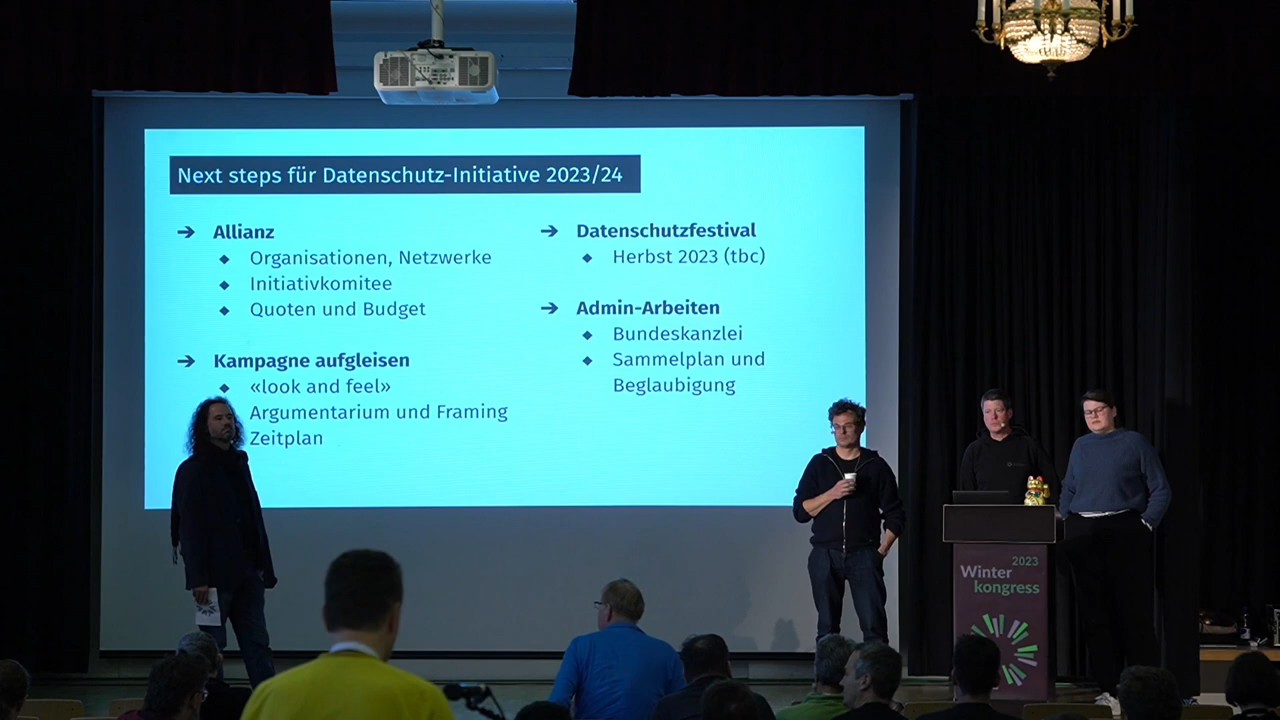 Next steps für Datenschutz-Initiative 2023/24
➔ Allianz
◆ Organisationen, Netzwerke
◆ Initiativkomitee
◆ Quoten und Budget
➔ Kampagne aufgleisen
◆ «look and feel»
Argumentarium und Framing
Zeitplan
➔ Datenschutzfestival
◆ Herbst 2023 (tbc)
➔ Admin-Arbeiten
◆ Bundeskanzlei
◆ Sammelplan und
Beglaubigung
2023
Winter
kongress